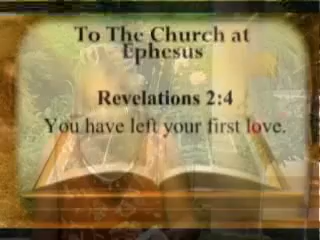 To The Church at
Ephesus
Revelations 2:4
You have left your first love.